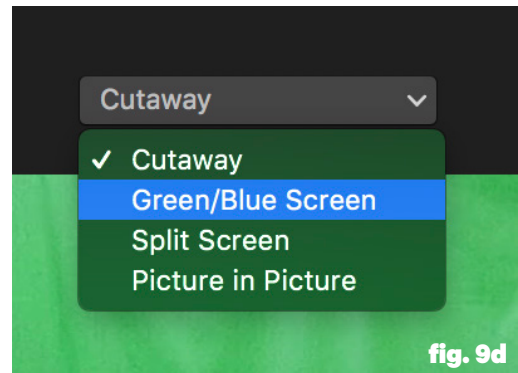 Cutaway
✓ Cutaway
Green/Blue Screen
Split Screen
Picture in Picture
fig. 9d